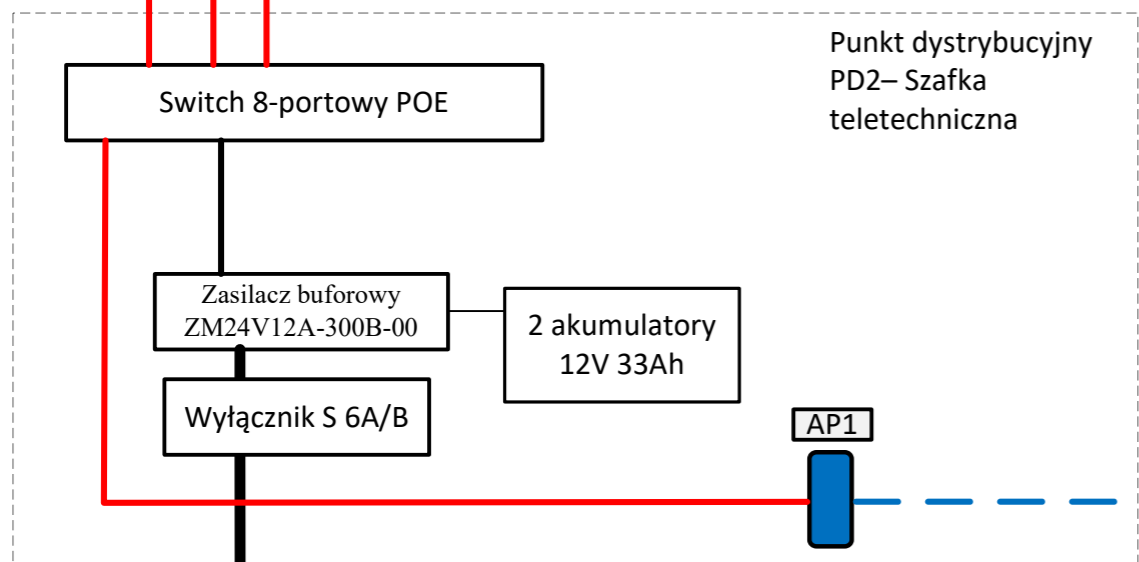 Punkt dystrybucyjny
PD2– Szafka
teletechniczna
Switch 8-portowy POE
Zasilacz buforowy
ZM24V12A-300B-00
2 akumulatory
12V 33Ah
Wyłącznik S 6A/B
AP1